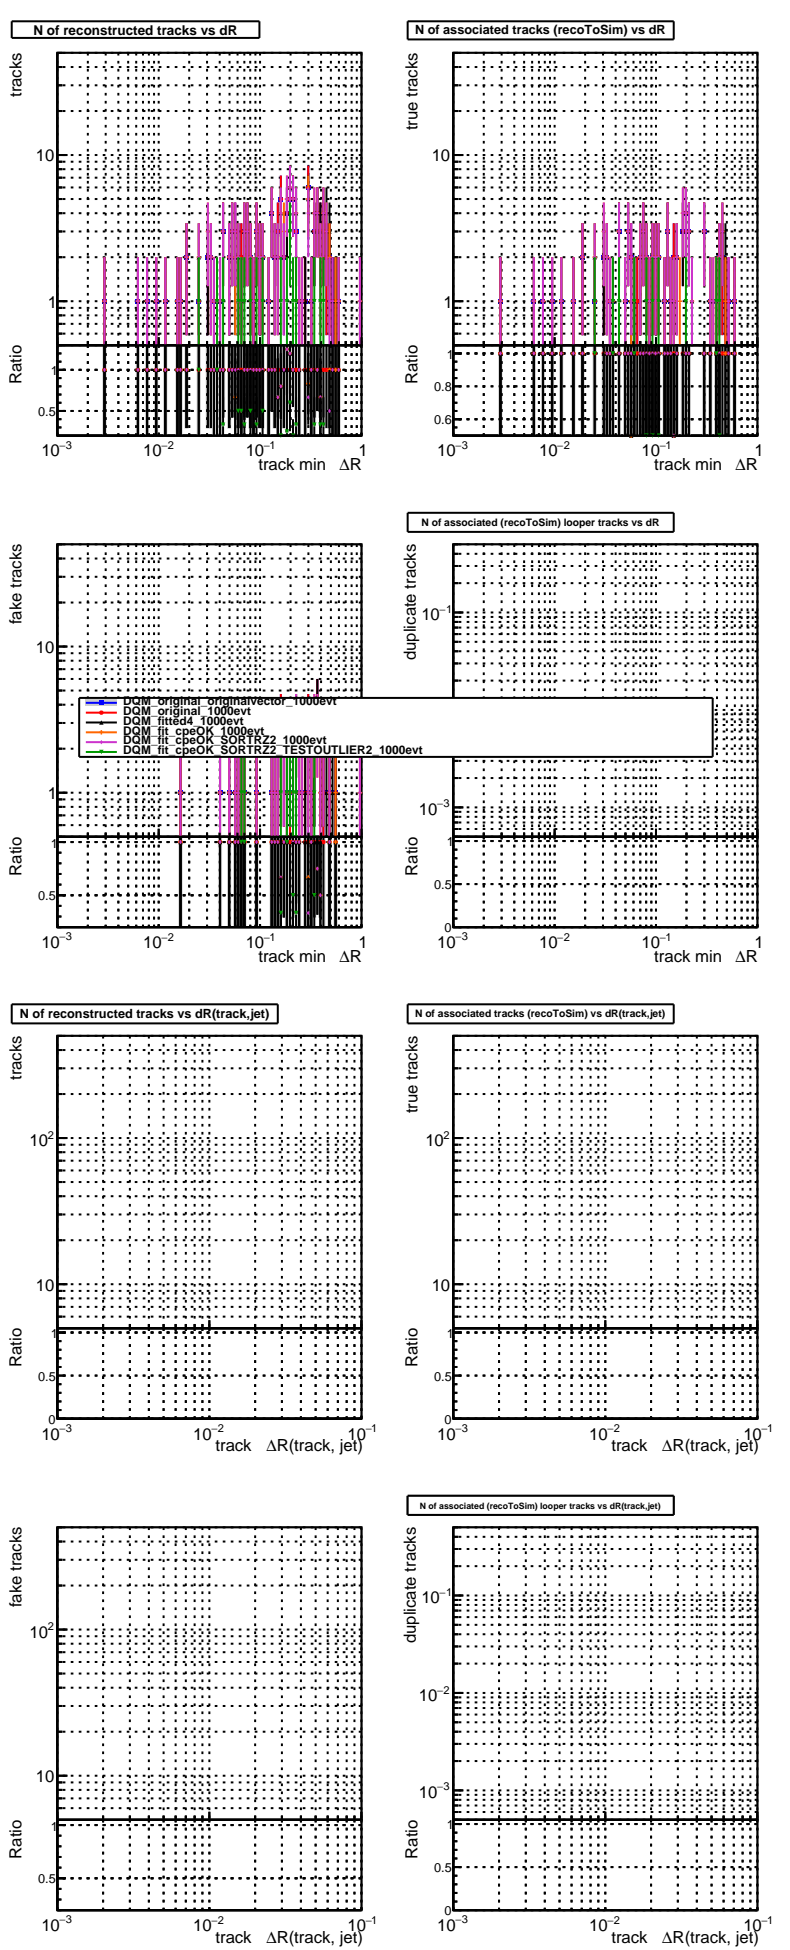 N of reconstructed tracks vs dR
tracks
10
1
Ratio
1
0.5
10−3
10−2
10−1
1
track min ΔR
N of associated tracks (recoToSim) vs dR
true tracks
10
1
Ratio
1
0.8
0.6
10−3
10−2
10−1
1
track min ΔR
fake tracks
10
1
Ratio
1
0.5
10−3
10−2
10−1
1
track min ΔR
N of associated (recoToSim) looper tracks vs dR
duplicate tracks
10−1
10−3
Ratio
1
0.5
0
10−3
10−2
10−1
1
track min ΔR
DQM_original_originalvector_1000evt
DQM_original_1000evt
DQM_fitted4_1000evt
DQM_fit_cpeOK_1000evt
DQM_fit_cpeOK_SORTRZ2_1000evt
DQM_fit_cpeOK_SORTRZ2_TESTOUTLIER2_1000evt
N of reconstructed tracks vs dR(track,jet)
tracks
102
10
Ratio
1
0.5
0
10−3
10−2
10−1
track ΔR(track, jet)
N of associated tracks (recoToSim) vs dR(track,jet)
true tracks
102
10
Ratio
1
0.5
0
10−3
10−2
10−1
track ΔR(track, jet)
fake tracks
102
10
Ratio
1
0.5
10−3
10−2
10−1
track ΔR(track, jet)
N of associated (recoToSim) looper tracks vs dR(track,jet)
duplicate tracks
10−1
10−2
10−3
Ratio
1
0.5
0
10−3
10−2
10−1
track ΔR(track, jet)